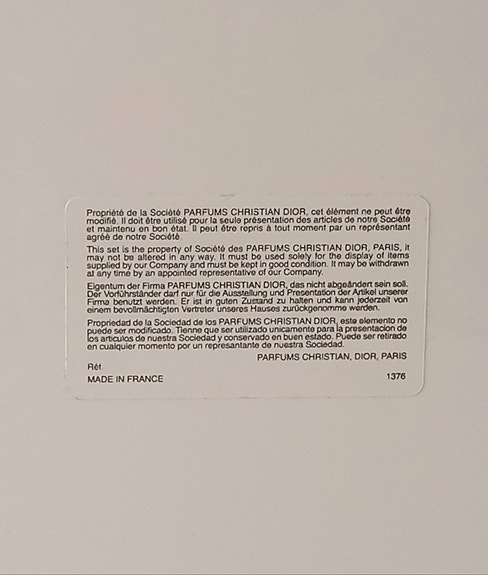 Propriété de la Société PARFUMS CHRISTIAN DIOR, cet élément ne peut être
modifié. Il doit être utilisé pour la seule présentation des articles de notre Société
et maintenu en bon état. Il peut être repris à tout moment par un représentant
agréé de notre Société.
This set is the property of Société des PARFUMS CHRISTIAN DIOR, PARIS, it
may not be altered in any way. It must be used solely for the display of items
supplied by our Company and must be kept in good condition. It may be withdrawn
at any time by an appointed representative of our Company.
Eigentum der Firma PARFUMS CHRISTIAN DIOR, das nicht abgeändert sein soll.
Der Vorführständer darf nur für die Ausstellung und Presentation der Artikel unserer
Firma benutzt werden. Er ist in guten Zustand zu halten und kann jederzeit von
einem bevollmächtigten Vertreter unseres Hauses zurückgenomme werden.
Propriedad de la Sociedad de los PARFUMS CHRISTIAN DIOR, este elemento no
puede ser modificado. Tienne que ser utilizado unicamente para la presentacion de
los articulos de nuestra Sociedad y conservado en buen estado. Puede ser retirado
en cualquier momento por un represantante de nuestra Sociedad.
PARFUMS CHRISTIAN, DIOR, PARIS
Réf.
MADE IN FRANCE 1376